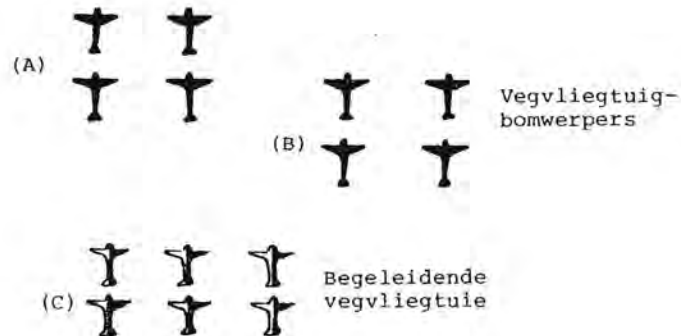 (A)
Vegvliegtuig-
bomwerpers
(B)
Begeleidende
vegvliegtuie
(C)